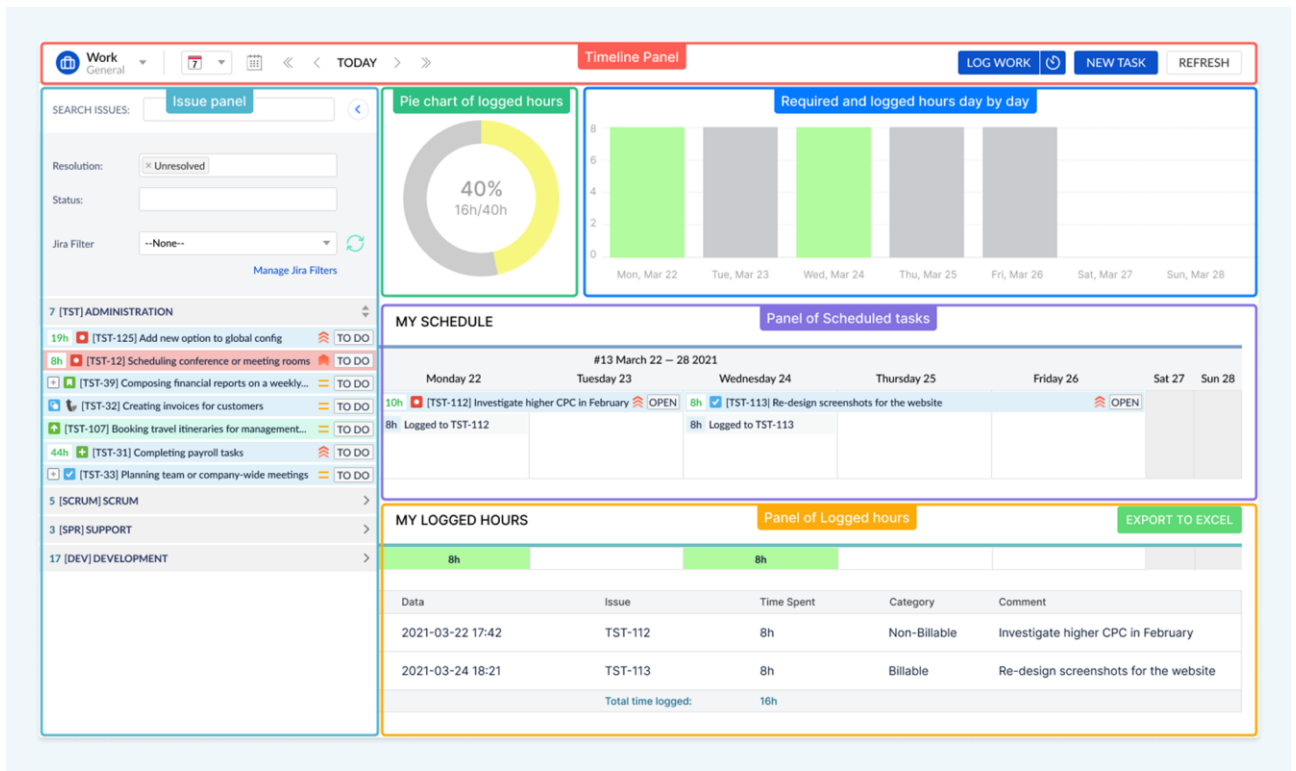 Work
General
7
TODAY
Timeline Panel
LOG WORK
NEW TASK
REFRESH
SEARCH ISSUES:
Issue panel
Resolution:
× Unresolved
Status:
Jira Filter
--None--
Manage Jira Filters
7 [TST] ADMINISTRATION
19h [TST-125] Add new option to global config TO DO
8h [TST-12] Scheduling conference or meeting rooms TO DO
[TST-39] Composing financial reports on a weekly... TO DO
[TST-32] Creating invoices for customers TO DO
[TST-107] Booking travel itineraries for management... TO DO
44h [TST-31] Completing payroll tasks TO DO
[TST-33] Planning team or company-wide meetings TO DO
5 [SCRUM] SCRUM
3 [SPR] SUPPORT
17 [DEV] DEVELOPMENT
Pie chart of logged hours
40%
16h/40h
Required and logged hours day by day
8
6
4
2
0
Mon, Mar 22 Tue, Mar 23 Wed, Mar 24 Thu, Mar 25 Fri, Mar 26 Sat, Mar 27 Sun, Mar 28
MY SCHEDULE
Panel of Scheduled tasks
#13 March 22 — 28 2021
Monday 22 Tuesday 23 Wednesday 24 Thursday 25 Friday 26 Sat 27 Sun 28
10h [TST-112] Investigate higher CPC in February OPEN 8h [TST-113| Re-design screenshots for the website OPEN
8h Logged to TST-112 8h Logged to TST-113
MY LOGGED HOURS
Panel of Logged hours
EXPORT TO EXCEL
8h 8h
Data Issue Time Spent Category Comment
2021-03-22 17:42 TST-112 8h Non-Billable Investigate higher CPC in February
2021-03-24 18:21 TST-113 8h Billable Re-design screenshots for the website
Total time logged: 16h